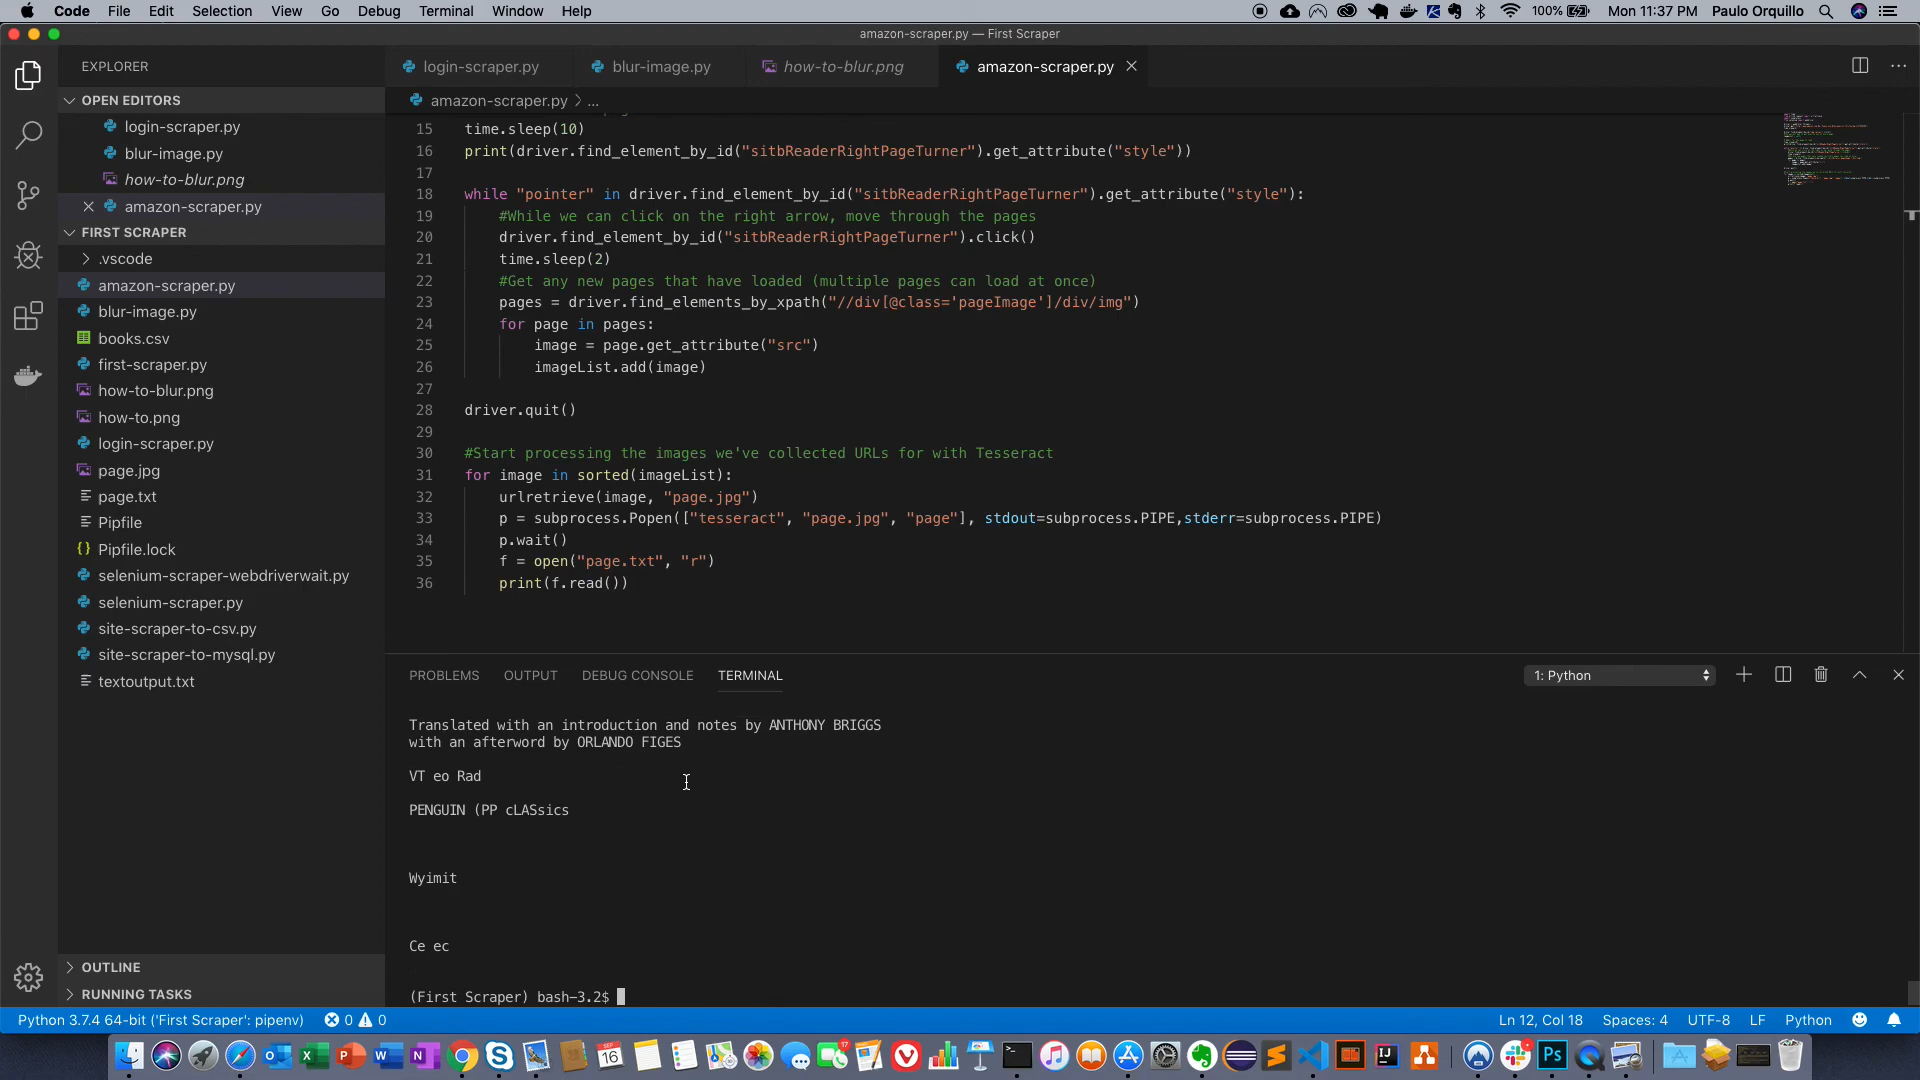 Code File Edit Selection View Go Debug Terminal Window Help 100% Mon 11:37 PM Paulo Orquillo
amazon-scraper.py — First Scraper
EXPLORER
OPEN EDITORS
login-scraper.py
blur-image.py
how-to-blur.png
amazon-scraper.py
FIRST SCRAPER
.vscode
amazon-scraper.py
blur-image.py
books.csv
first-scraper.py
how-to-blur.png
how-to.png
login-scraper.py
page.jpg
page.txt
Pipfile
Pipfile.lock
selenium-scraper-webdriverwait.py
selenium-scraper.py
site-scraper-to-csv.py
site-scraper-to-mysql.py
textoutput.txt
OUTLINE
RUNNING TASKS
login-scraper.py blur-image.py how-to-blur.png amazon-scraper.py
amazon-scraper.py > ...
15 time.sleep(10)
16 print(driver.find_element_by_id("sitbReaderRightPageTurner").get_attribute("style"))
17
18 while "pointer" in driver.find_element_by_id("sitbReaderRightPageTurner").get_attribute("style"):
19 #While we can click on the right arrow, move through the pages
20 driver.find_element_by_id("sitbReaderRightPageTurner").click()
21 time.sleep(2)
22 #Get any new pages that have loaded (multiple pages can load at once)
23 pages = driver.find_elements_by_xpath("//div[@class='pageImage']/div/img")
24 for page in pages:
25 image = page.get_attribute("src")
26 imageList.add(image)
27
28 driver.quit()
29
30 #Start processing the images we've collected URLs for with Tesseract
31 for image in sorted(imageList):
32 urlretrieve(image, "page.jpg")
33 p = subprocess.Popen(["tesseract", "page.jpg", "page"], stdout=subprocess.PIPE,stderr=subprocess.PIPE)
34 p.wait()
35 f = open("page.txt", "r")
36 print(f.read())
PROBLEMS OUTPUT DEBUG CONSOLE TERMINAL 1: Python
Translated with an introduction and notes by ANTHONY BRIGGS
with an afterword by ORLANDO FIGES
VT eo Rad
PENGUIN (PP cLASsics
Wyimit
Ce ec
(First Scraper) bash-3.2$
Python 3.7.4 64-bit ('First Scraper': pipenv) 0 0 Ln 12, Col 18 Spaces: 4 UTF-8 LF Python